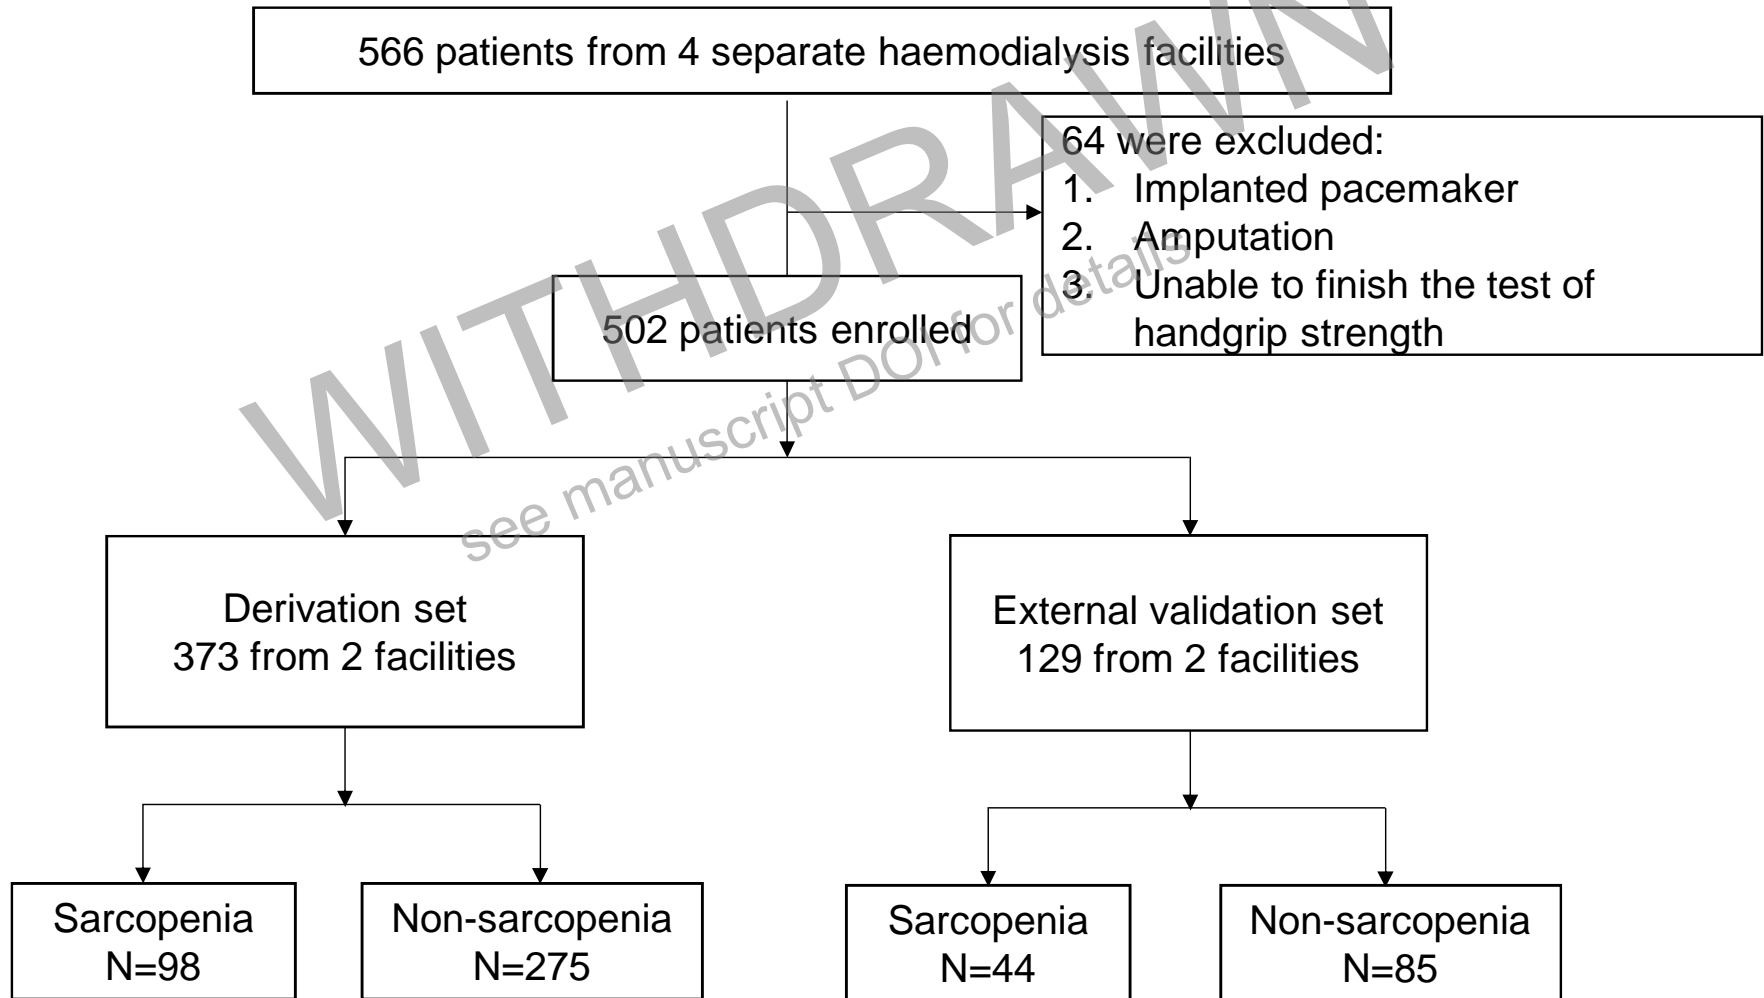 566 patients from 4 separate haemodialysis facilities
64 were excluded:
1. Implanted pacemaker
2. Amputation
3. Unable to finish the test of
handgrip strength
502 patients enrolled
WITHDRAWN
see manuscript DOI for details
Derivation set
373 from 2 facilities
External validation set
129 from 2 facilities
Sarcopenia
N=98
Non-sarcopenia
N=275
Sarcopenia
N=44
Non-sarcopenia
N=85